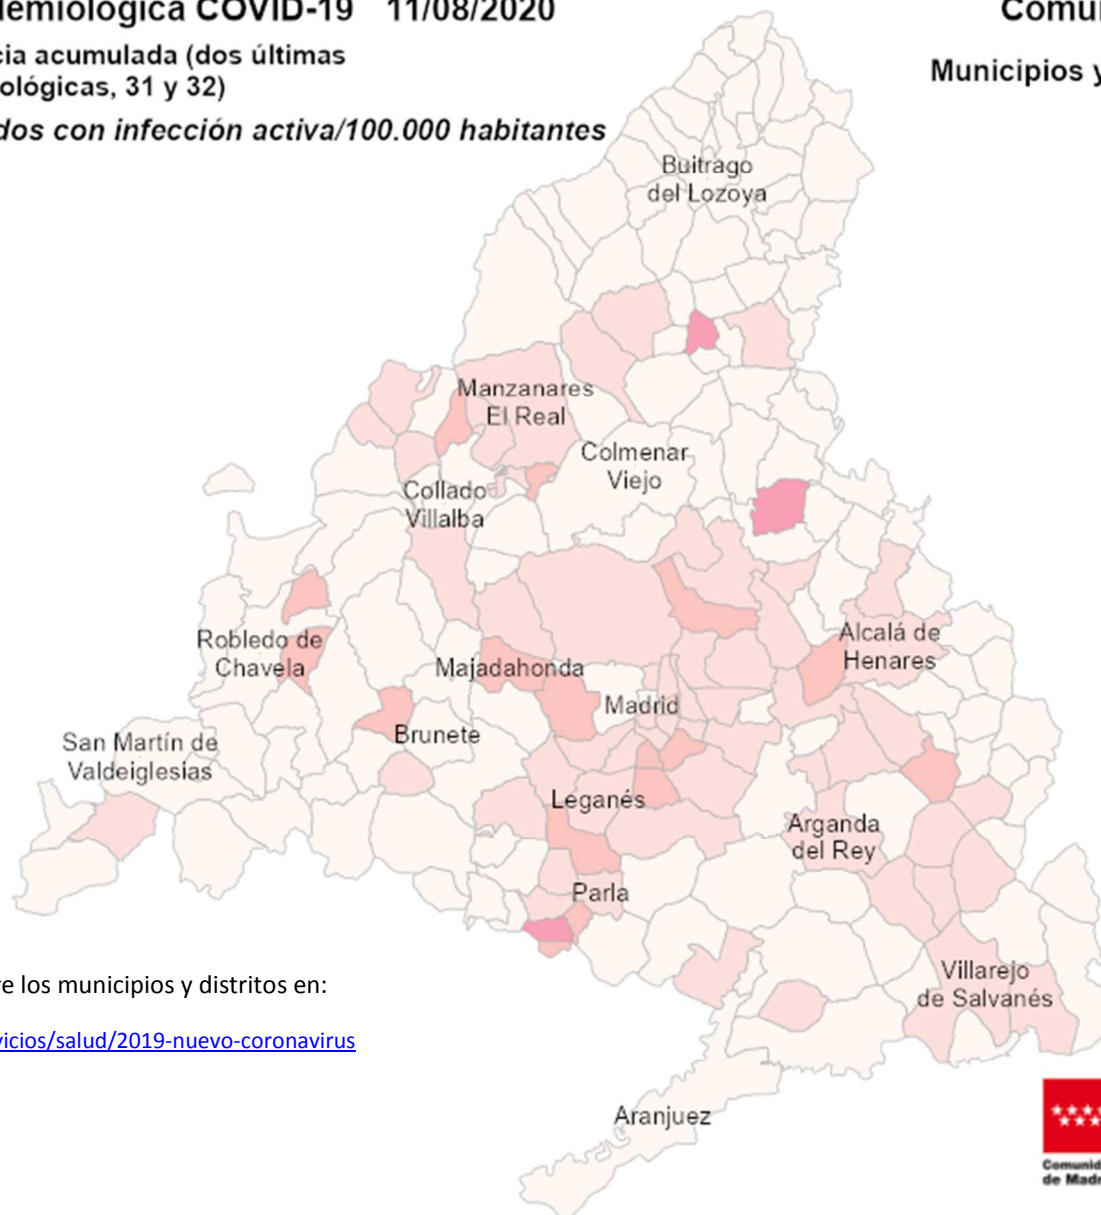 demiológica COVID-19 11/08/2020
Comu
cia acumulada (dos últimas
ológicas, 31 y 32)
Municipios y
dos con infección activa/100.000 habitantes
Buitrago
del Lozoya
Manzanares
El Real
Colmenar
Viejo
Collado
Villalba
Robledo de
Chavela
Majadahonda
Alcalá de
Henares
Madrid
Brunete
San Martín de
Valdeiglesias
Leganés
Arganda
del Rey
Parla
Villarejo
de Salvanés
re los municipios y distritos en:
vicios/salud/2019-nuevo-coronavirus
Aranjuez
Comunid
de Madr